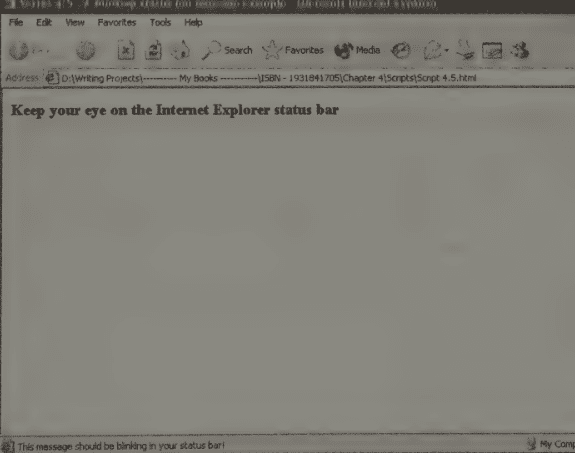 File Edit View Favorites Tools Help
Search Favorites Media
Address D:\Writing Projects\---------- My Books ------------\ISBN - 1931841705\Chapter 4\Scripts\Script 4.5.html
Keep your eye on the Internet Explorer status bar
This message should be blinking in your status bar!
My Comp